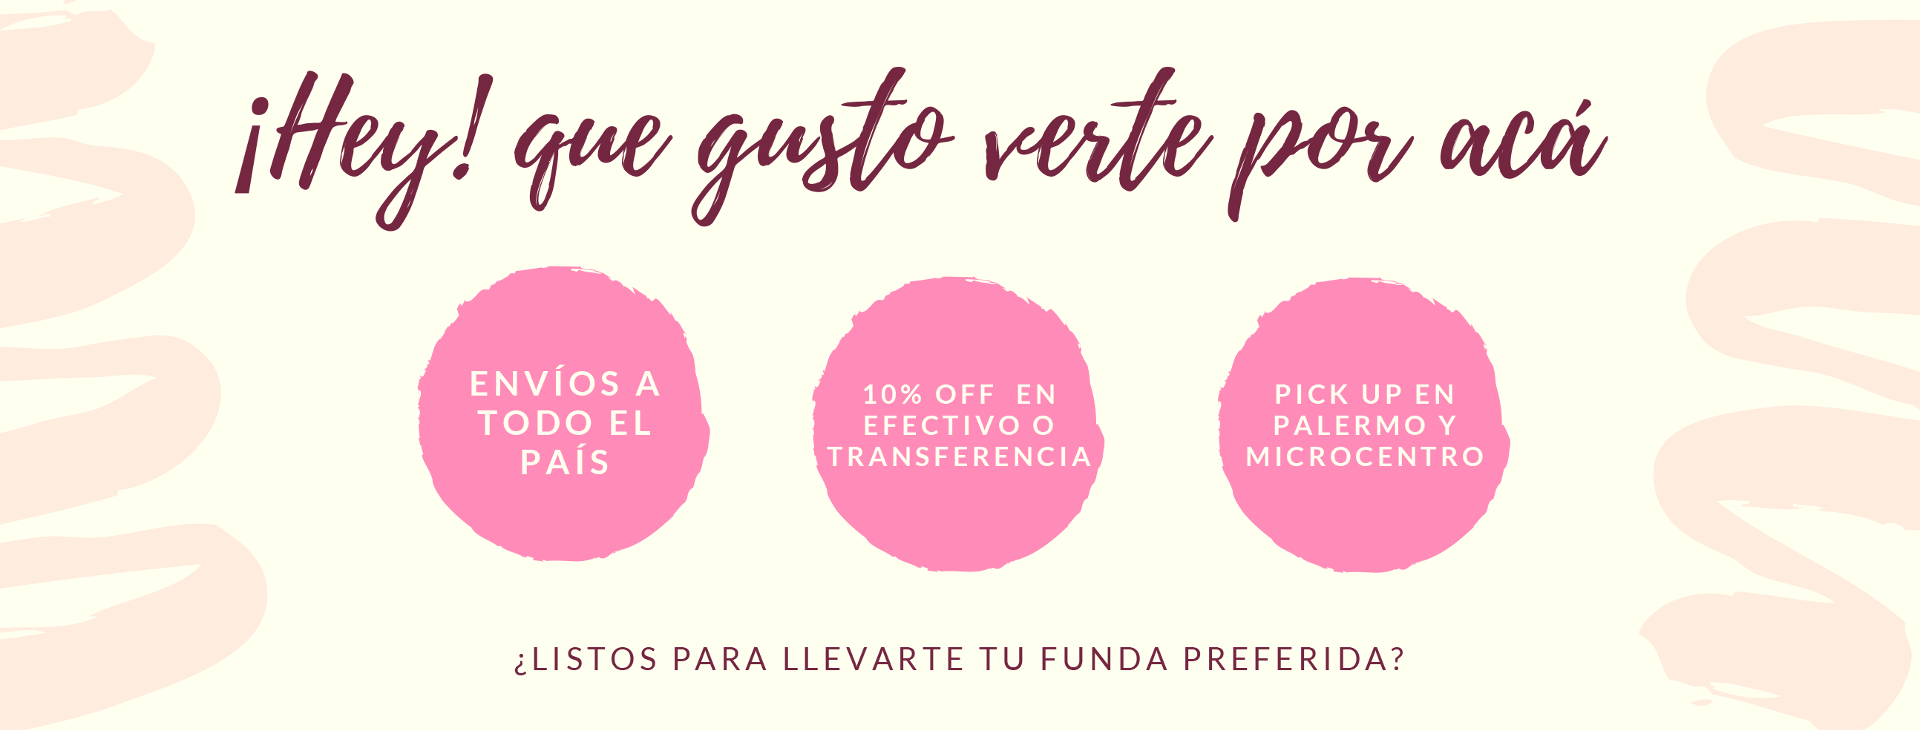 ¡Hey! que gusto verte por acá
ENVÍOS A
TODO EL
PAÍS
10% OFF EN
EFECTIVO O
TRANSFERENCIA
PICK UP EN
PALERMO Y
MICROCENTRO
¿LISTOS PARA LLEVARTE TU FUNDA PREFERIDA?